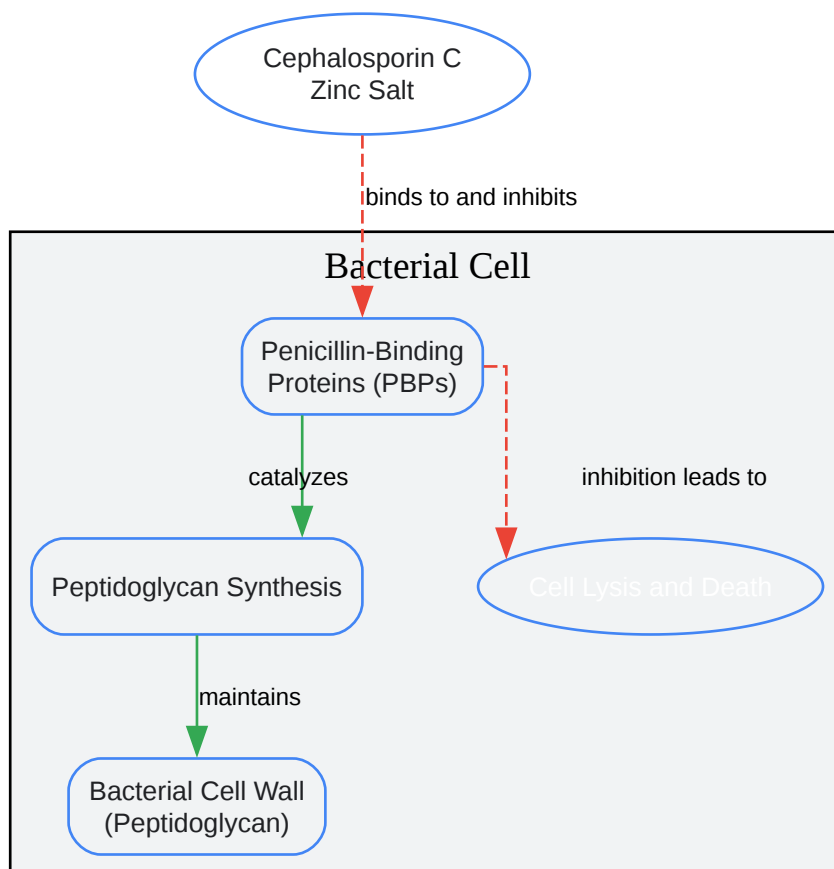 Cephalosporin C
Zinc Salt
binds to and inhibits
Bacterial Cell
Penicillin-Binding
Proteins (PBPs)
catalyzes
inhibition leads to
Peptidoglycan Synthesis
Cell Lysis and Death
maintains
Bacterial Cell Wall
(Peptidoglycan)